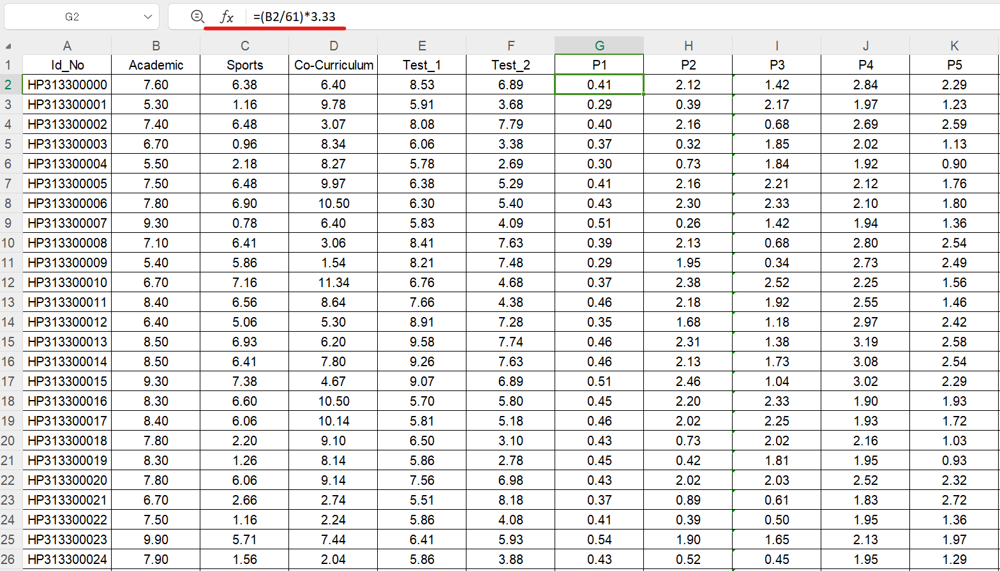 G2 fx =(B2/61)*3.33
A B C D E F G H I J K
1 Id_No Academic Sports Co-Curriculum Test_1 Test_2 P1 P2 P3 P4 P5
2 HP313300000 7.60 6.38 6.40 8.53 6.89 0.41 2.12 1.42 2.84 2.29
3 HP313300001 5.30 1.16 9.78 5.91 3.68 0.29 0.39 2.17 1.97 1.23
4 HP313300002 7.40 6.48 3.07 8.08 7.79 0.40 2.16 0.68 2.69 2.59
5 HP313300003 6.70 0.96 8.34 6.06 3.38 0.37 0.32 1.85 2.02 1.13
6 HP313300004 5.50 2.18 8.27 5.78 2.69 0.30 0.73 1.84 1.92 0.90
7 HP313300005 7.50 6.48 9.97 6.38 5.29 0.41 2.16 2.21 2.12 1.76
8 HP313300006 7.80 6.90 10.50 6.30 5.40 0.43 2.30 2.33 2.10 1.80
9 HP313300007 9.30 0.78 6.40 5.83 4.09 0.51 0.26 1.42 1.94 1.36
10 HP313300008 7.10 6.41 3.06 8.41 7.63 0.39 2.13 0.68 2.80 2.54
11 HP313300009 5.40 5.86 1.54 8.21 7.48 0.29 1.95 0.34 2.73 2.49
12 HP313300010 6.70 7.16 11.34 6.76 4.68 0.37 2.38 2.52 2.25 1.56
13 HP313300011 8.40 6.56 8.64 7.66 4.38 0.46 2.18 1.92 2.55 1.46
14 HP313300012 6.40 5.06 5.30 8.91 7.28 0.35 1.68 1.18 2.97 2.42
15 HP313300013 8.50 6.93 6.20 9.58 7.74 0.46 2.31 1.38 3.19 2.58
16 HP313300014 8.50 6.41 7.80 9.26 7.63 0.46 2.13 1.73 3.08 2.54
17 HP313300015 9.30 7.38 4.67 9.07 6.89 0.51 2.46 1.04 3.02 2.29
18 HP313300016 8.30 6.60 10.50 5.70 5.80 0.45 2.20 2.33 1.90 1.93
19 HP313300017 8.40 6.06 10.14 5.81 5.18 0.46 2.02 2.25 1.93 1.72
20 HP313300018 7.80 2.20 9.10 6.50 3.10 0.43 0.73 2.02 2.16 1.03
21 HP313300019 8.30 1.26 8.14 5.86 2.78 0.45 0.42 1.81 1.95 0.93
22 HP313300020 7.80 6.06 9.14 7.56 6.98 0.43 2.02 2.03 2.52 2.32
23 HP313300021 6.70 2.66 2.74 5.51 8.18 0.37 0.89 0.61 1.83 2.72
24 HP313300022 7.50 1.16 2.24 5.86 4.08 0.41 0.39 0.50 1.95 1.36
25 HP313300023 9.90 5.71 7.44 6.41 5.93 0.54 1.90 1.65 2.13 1.97
26 HP313300024 7.90 1.56 2.04 5.86 3.88 0.43 0.52 0.45 1.95 1.29